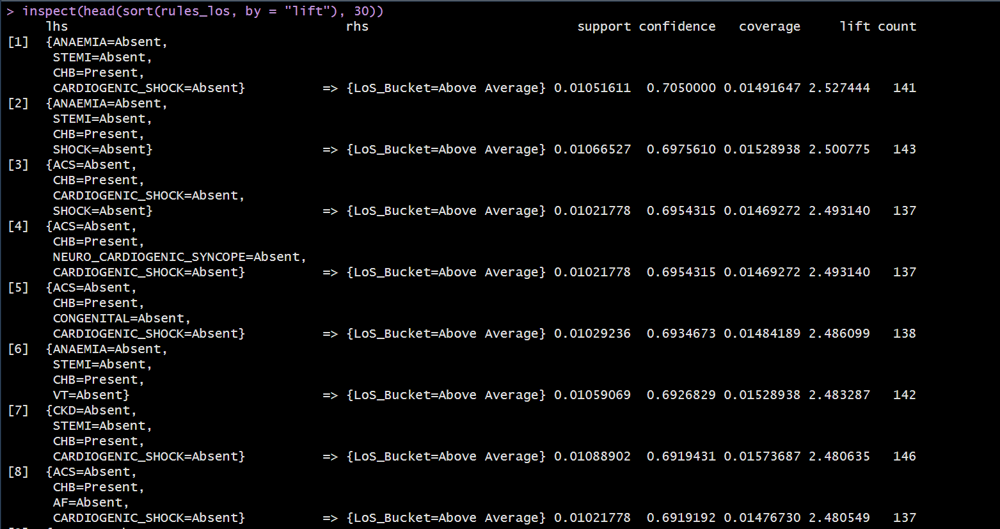 > inspect(head(sort(rules_los, by = "lift"), 30))
lhs rhs support confidence coverage lift count
[1] {ANAEMIA=Absent,
STEMI=Absent,
CHB=Present,
CARDIOGENIC_SHOCK=Absent} => {LoS_Bucket=Above Average} 0.01051611 0.7050000 0.01491647 2.527444 141
[2] {ANAEMIA=Absent,
STEMI=Absent,
CHB=Present,
SHOCK=Absent} => {LoS_Bucket=Above Average} 0.01066527 0.6975610 0.01528938 2.500775 143
[3] {ACS=Absent,
CHB=Present,
CARDIOGENIC_SHOCK=Absent,
SHOCK=Absent} => {LoS_Bucket=Above Average} 0.01021778 0.6954315 0.01469272 2.493140 137
[4] {ACS=Absent,
CHB=Present,
NEURO_CARDIOGENIC_SYNCOPE=Absent,
CARDIOGENIC_SHOCK=Absent} => {LoS_Bucket=Above Average} 0.01021778 0.6954315 0.01469272 2.493140 137
[5] {ACS=Absent,
CHB=Present,
CONGENITAL=Absent,
CARDIOGENIC_SHOCK=Absent} => {LoS_Bucket=Above Average} 0.01029236 0.6934673 0.01484189 2.486099 138
[6] {ANAEMIA=Absent,
STEMI=Absent,
CHB=Present,
VT=Absent} => {LoS_Bucket=Above Average} 0.01059069 0.6926829 0.01528938 2.483287 142
[7] {CKD=Absent,
STEMI=Absent,
CHB=Present,
CARDIOGENIC_SHOCK=Absent} => {LoS_Bucket=Above Average} 0.01088902 0.6919431 0.01573687 2.480635 146
[8] {ACS=Absent,
CHB=Present,
AF=Absent,
CARDIOGENIC_SHOCK=Absent} => {LoS_Bucket=Above Average} 0.01021778 0.6919192 0.01476730 2.480549 137